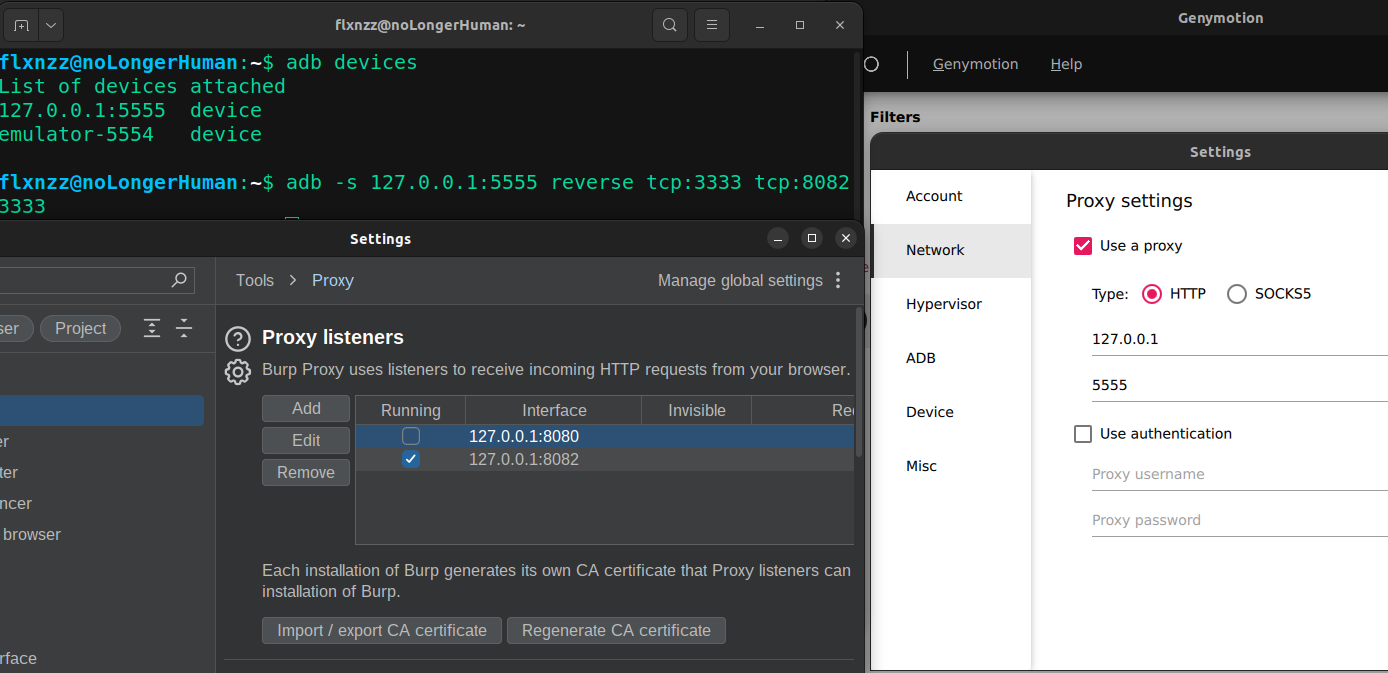 flxnzz@noLongerHuman: ~
flxnzz@noLongerHuman:~$ adb devices
List of devices attached
127.0.0.1:5555 device
emulator-5554 device
flxnzz@noLongerHuman:~$ adb -s 127.0.0.1:5555 reverse tcp:3333 tcp:8082
3333
Settings
Tools > Proxy
Manage global settings
ser
Project
er
ter
ncer
browser
rface
Proxy listeners
Burp Proxy uses listeners to receive incoming HTTP requests from your browser.
Add
Edit
Remove
Running Interface Invisible Rec
127.0.0.1:8080
127.0.0.1:8082
Each installation of Burp generates its own CA certificate that Proxy listeners can
installation of Burp.
Import / export CA certificate
Regenerate CA certificate
Genymotion
Genymotion Help
Filters
Settings
Account
Network
Hypervisor
ADB
Device
Misc
Proxy settings
Use a proxy
Type: HTTP SOCKS5
127.0.0.1
5555
Use authentication
Proxy username
Proxy password